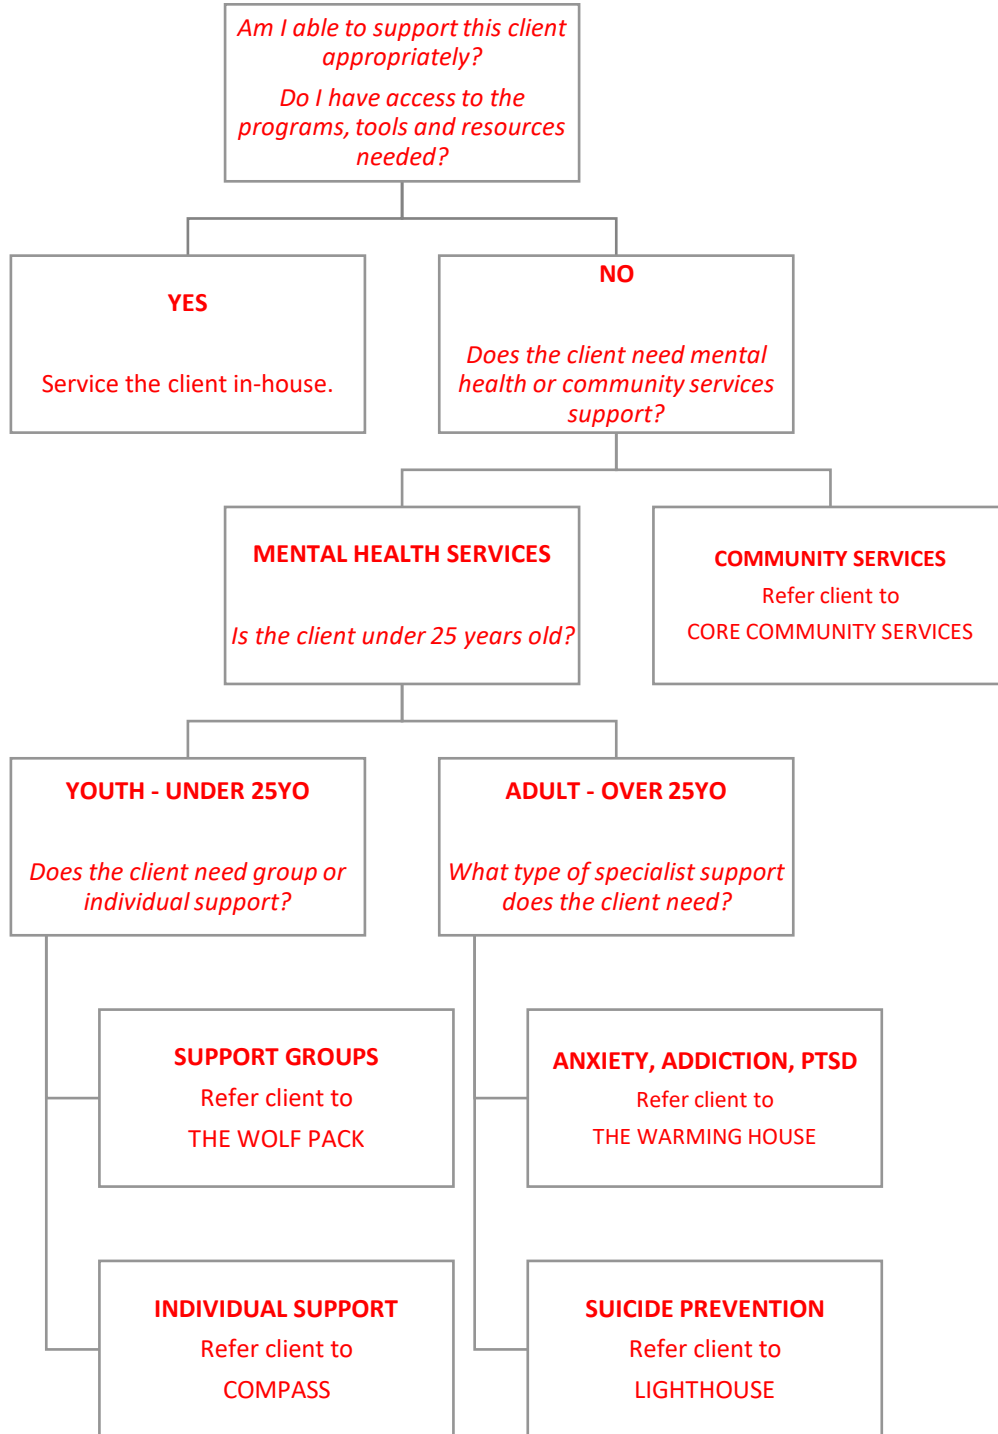 Am I able to support this client
appropriately?
Do I have access to the
programs, tools and resources
needed?
YES
Service the client in-house.
NO
Does the client need mental
health or community services
support?
MENTAL HEALTH SERVICES
Is the client under 25 years old?
COMMUNITY SERVICES
Refer client to
CORE COMMUNITY SERVICES
YOUTH - UNDER 25YO
Does the client need group or
individual support?
ADULT - OVER 25YO
What type of specialist support
does the client need?
SUPPORT GROUPS
Refer client to
THE WOLF PACK
ANXIETY, ADDICTION, PTSD
Refer client to
THE WARMING HOUSE
INDIVIDUAL SUPPORT
Refer client to
COMPASS
SUICIDE PREVENTION
Refer client to
LIGHTHOUSE